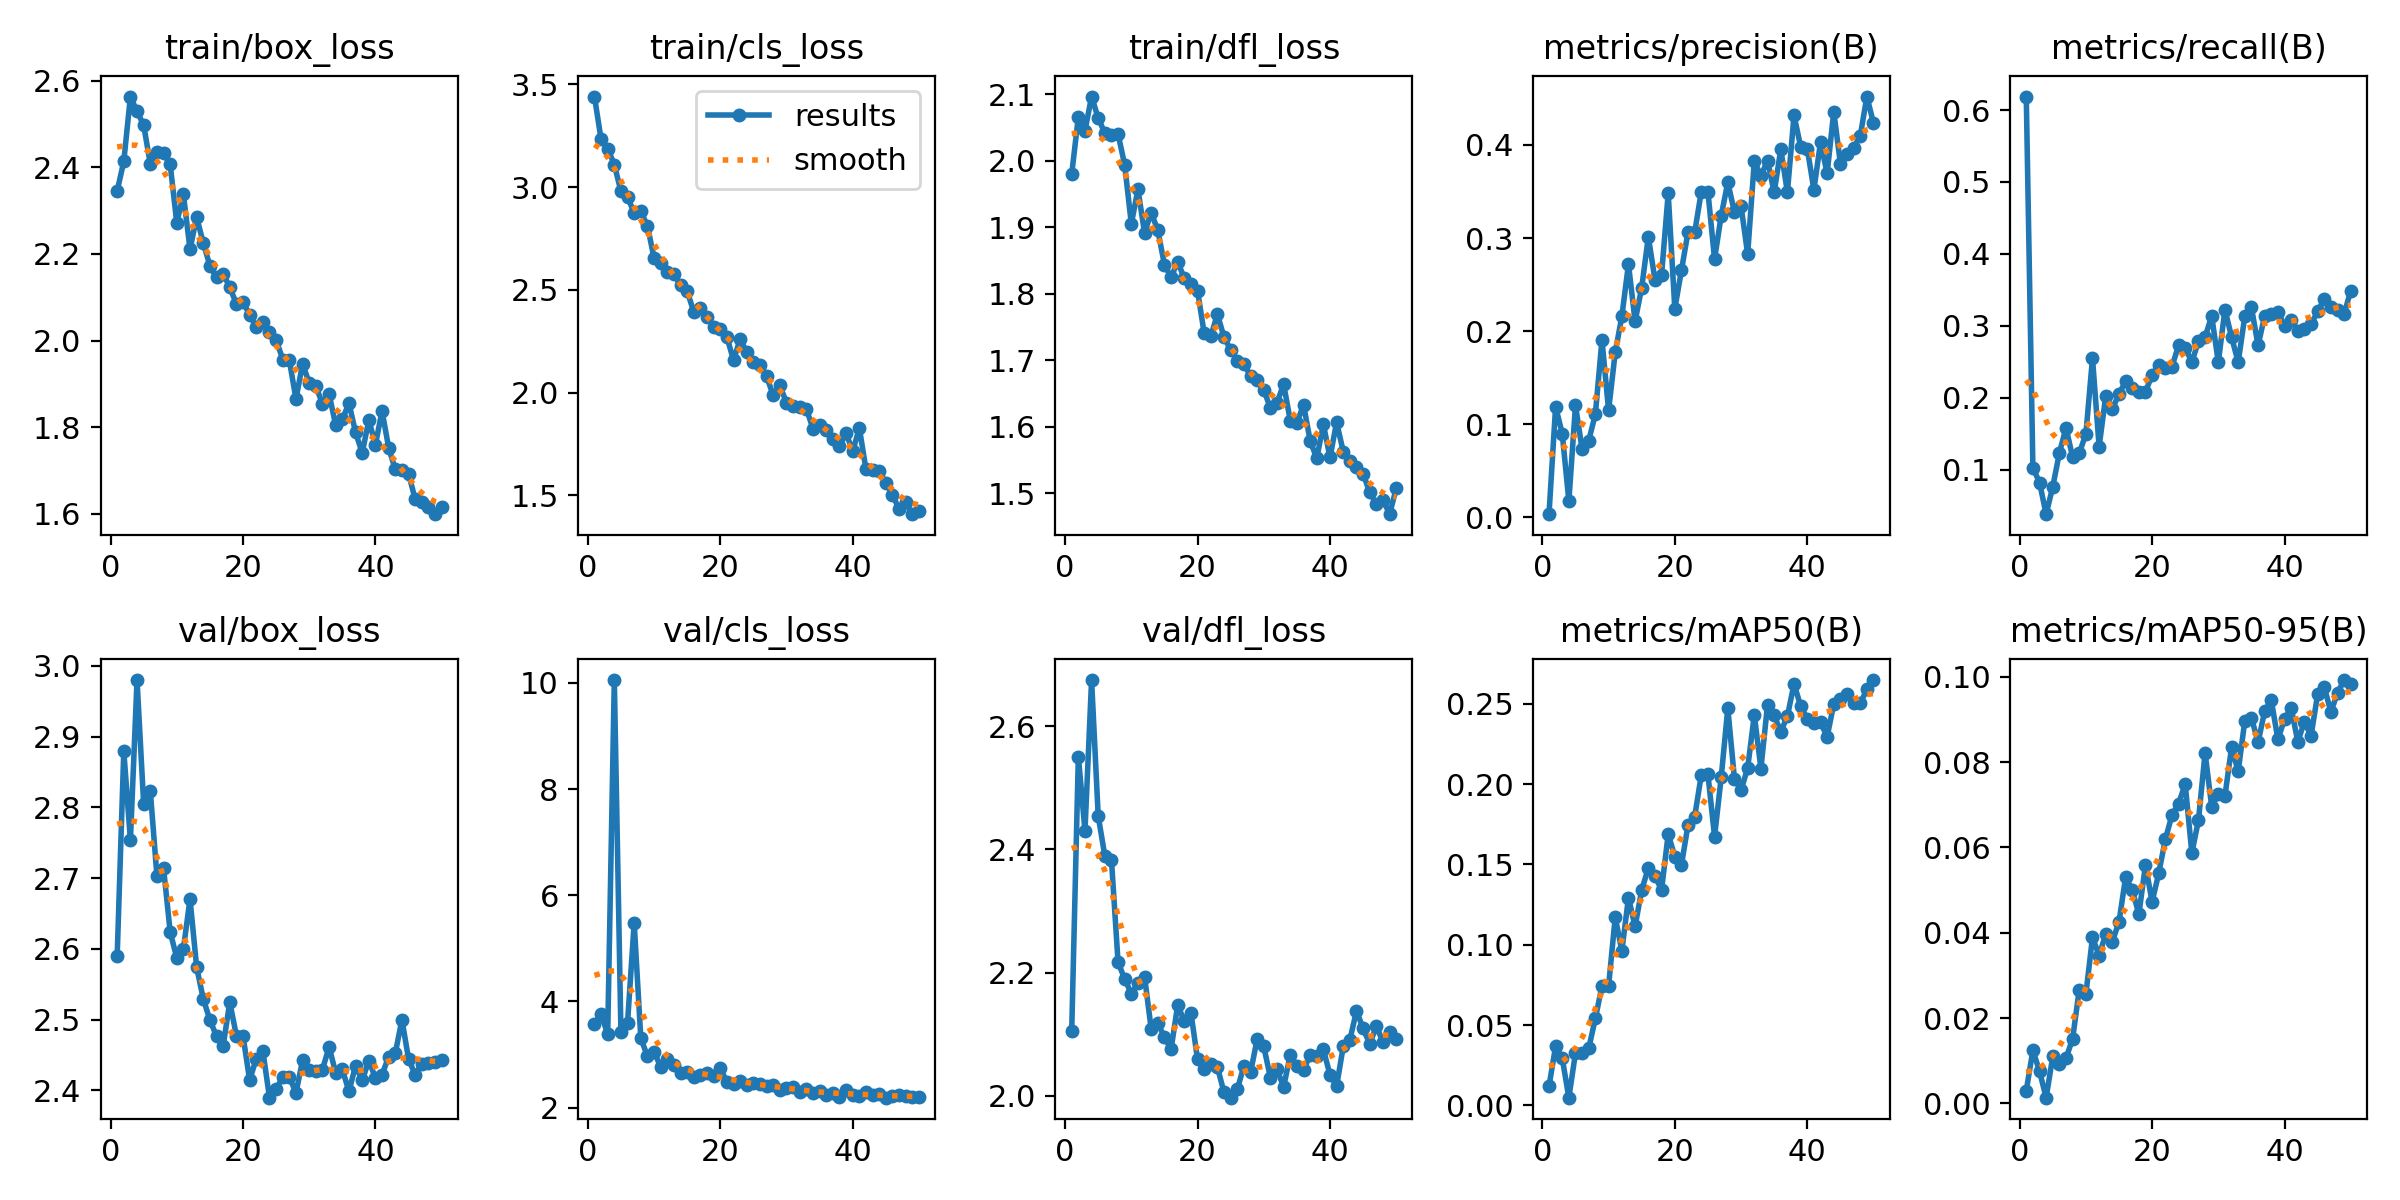 train/box_loss
2.6
2.4
2.2
2.0
1.8
1.6
0 20 40
train/cls_loss
3.5
3.0
2.5
2.0
1.5
results
smooth
0 20 40
train/dfl_loss
2.1
2.0
1.9
1.8
1.7
1.6
1.5
0 20 40
metrics/precision(B)
0.4
0.3
0.2
0.1
0.0
0 20 40
metrics/recall(B)
0.6
0.5
0.4
0.3
0.2
0.1
0 20 40
val/box_loss
3.0
2.9
2.8
2.7
2.6
2.5
2.4
0 20 40
val/cls_loss
10
8
6
4
2
0 20 40
val/dfl_loss
2.6
2.4
2.2
2.0
0 20 40
metrics/mAP50(B)
0.25
0.20
0.15
0.10
0.05
0.00
0 20 40
metrics/mAP50-95(B)
0.10
0.08
0.06
0.04
0.02
0.00
0 20 40